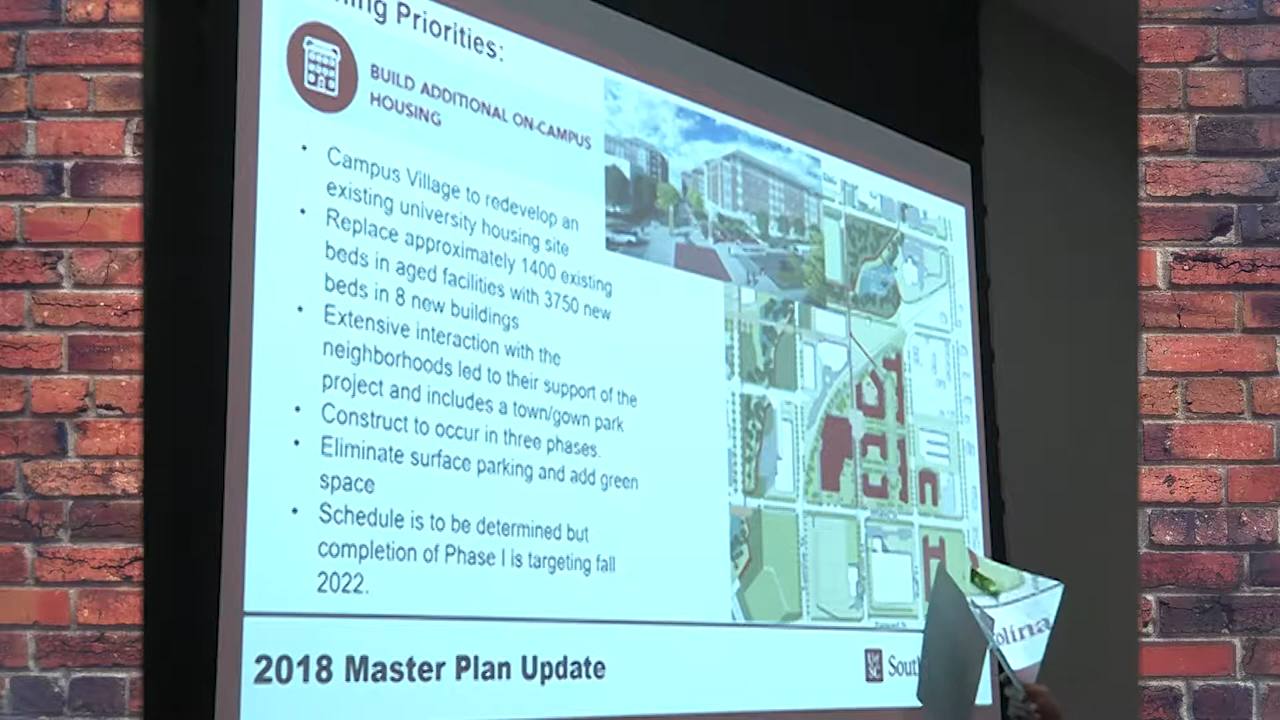 ning Priorities:
BUILD ADDITIONAL ON-CAMPUS
HOUSING
• Campus Village to redevelop an
existing university housing site
• Replace approximately 1400 existing
beds in aged facilities with 3750 new
beds in 8 new buildings
• Extensive interaction with the
neighborhoods led to their support of the
project and includes a town/gown park
• Construct to occur in three phases.
• Eliminate surface parking and add green
space
• Schedule is to be determined but
completion of Phase I is targeting fall
2022.
2018 Master Plan Update
Sout
olina